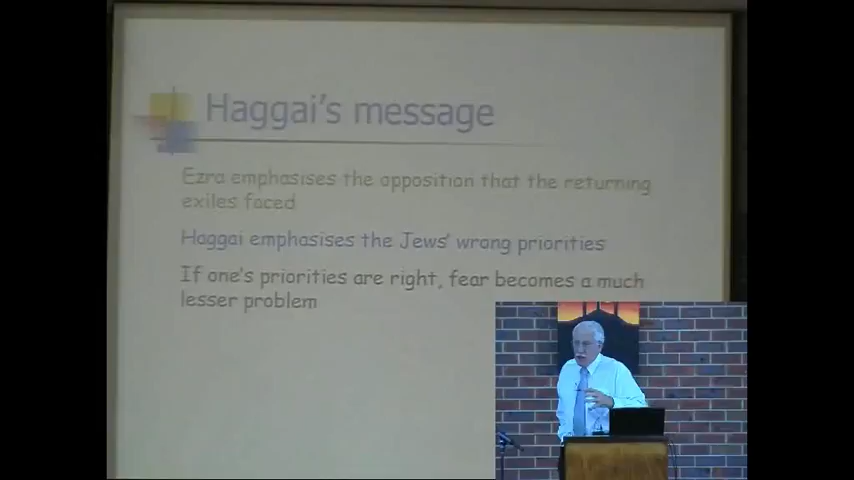 Haggai's message
Ezra emphasises the opposition that the returning
exiles faced
Haggai emphasises the Jews' wrong priorities
If one's priorities are right, fear becomes a much
lesser problem